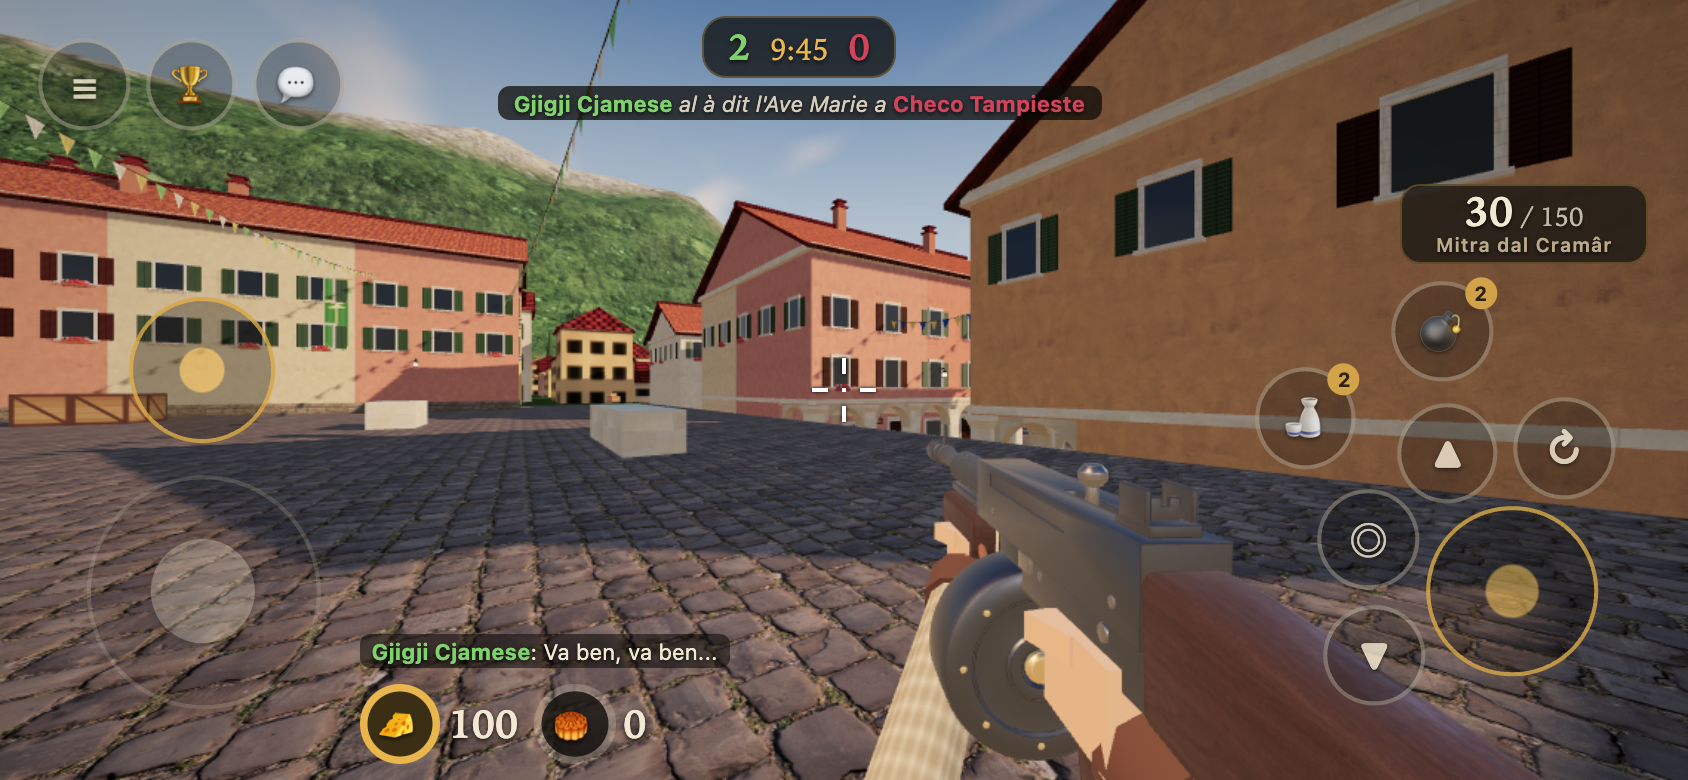 2 9:45 0
Gjigji Cjamese al à dit l'Ave Marie a Checo Tampieste
30 / 150
Mitra dal Cramâr
2
2
Gjigji Cjamese: Va ben, va ben...
100 0